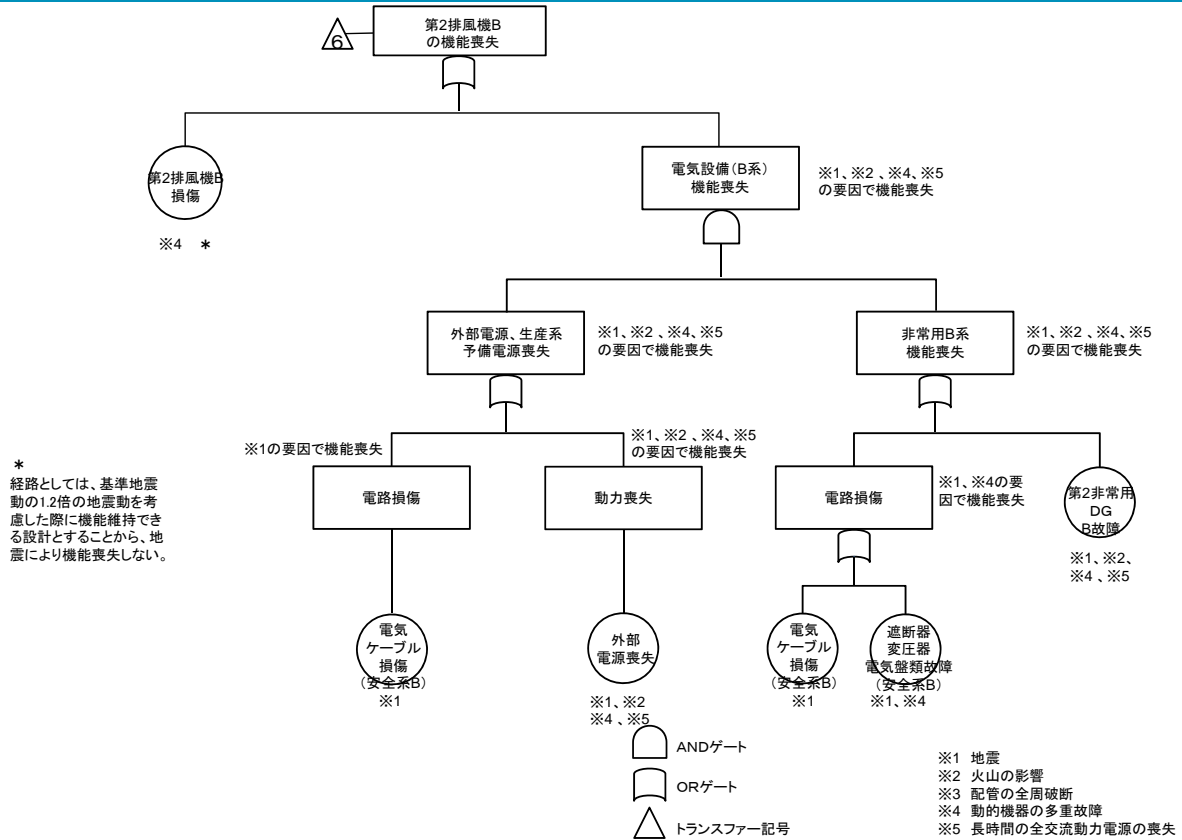 第2排風機B
の機能喪失
6
第2排風機B
損傷
※4 *
電気設備(B系)
機能喪失
※1、※2 、※4、※5
の要因で機能喪失
外部電源、生産系
予備電源喪失
※1、※2 、※4、※5
の要因で機能喪失
非常用B系
機能喪失
※1、※2 、※4、※5
の要因で機能喪失
※1の要因で機能喪失
電路損傷
※1、※2 、※4、※5
の要因で機能喪失
動力喪失
電路損傷
※1、※4の要
因で機能喪失
第2非常用
DG
B故障
※1、※2、
※4 、※5
*
経路としては、基準地震
動の1.2倍の地震動を考
慮した際に機能維持でき
る設計とすることから、地
震により機能喪失しない。
電気
ケーブル
損傷
(安全系B)
※1
外部
電源喪失
※1、※2
※4 、※5
電気
ケーブル
損傷
(安全系B)
※1
遮断器
変圧器
電気盤類故障
(安全系B)
※1、※4
ANDゲート
ORゲート
トランスファー記号
※1 地震
※2 火山の影響
※3 配管の全周破断
※4 動的機器の多重故障
※5 長時間の全交流動力電源の喪失